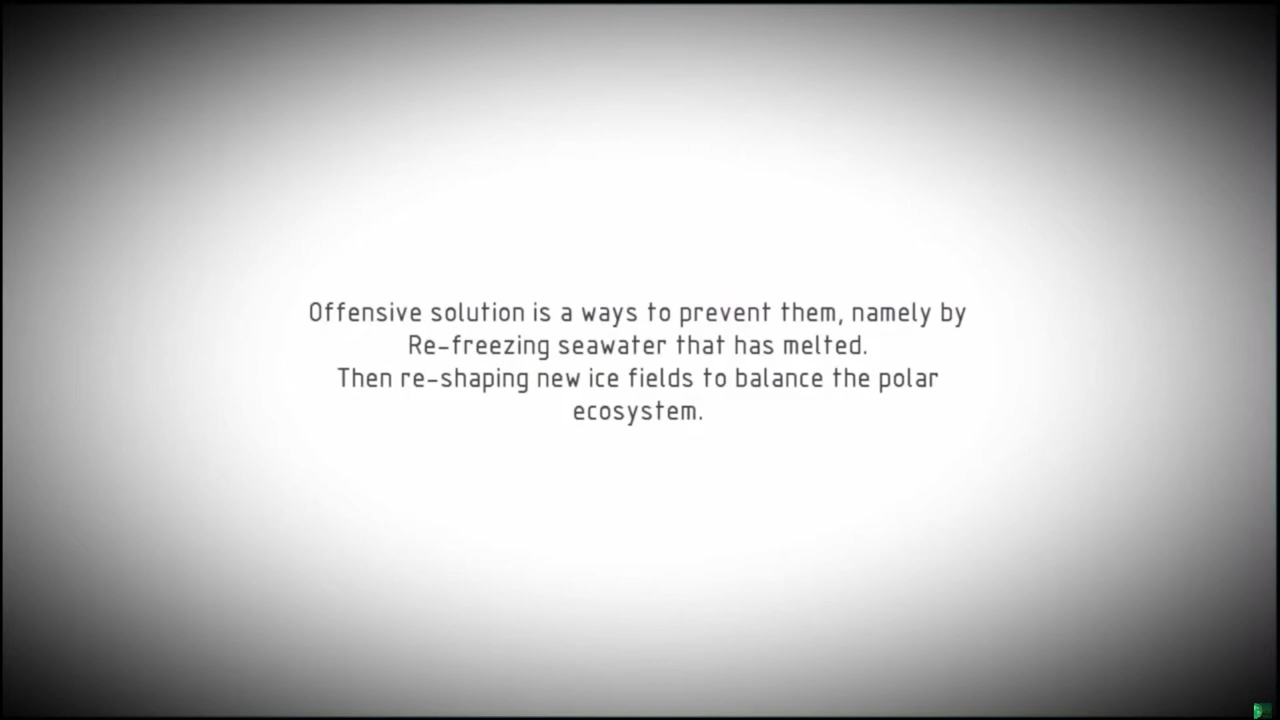 Offensive solution is a ways to prevent them, namely by
Re-freezing seawater that has melted.
Then re-shaping new ice fields to balance the polar
ecosystem.